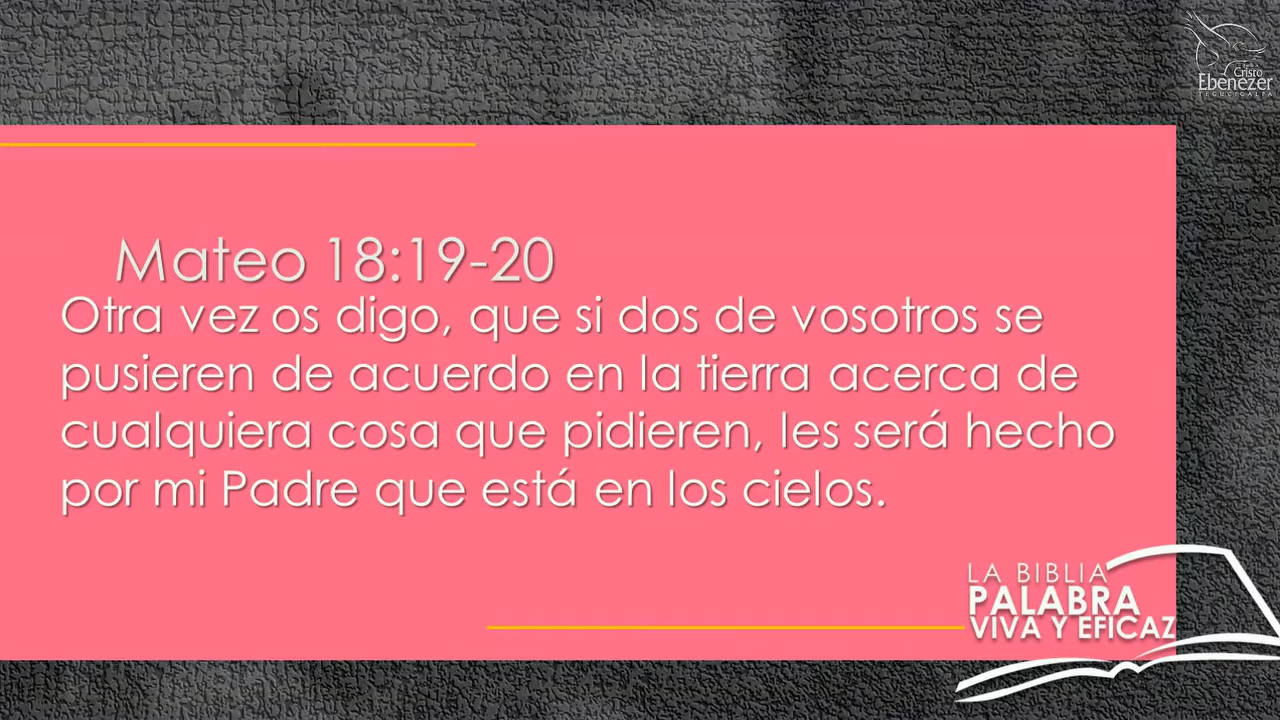 Cristo
Ebenezer
TEGUCIGALPA
Mateo 18:19-20
Otra vez os digo, que si dos de vosotros se
pusieren de acuerdo en la tierra acerca de
cualquiera cosa que pidieren, les será hecho
por mi Padre que está en los cielos.
LA BIBLIA
PALABRA
VIVA Y EFICAZ